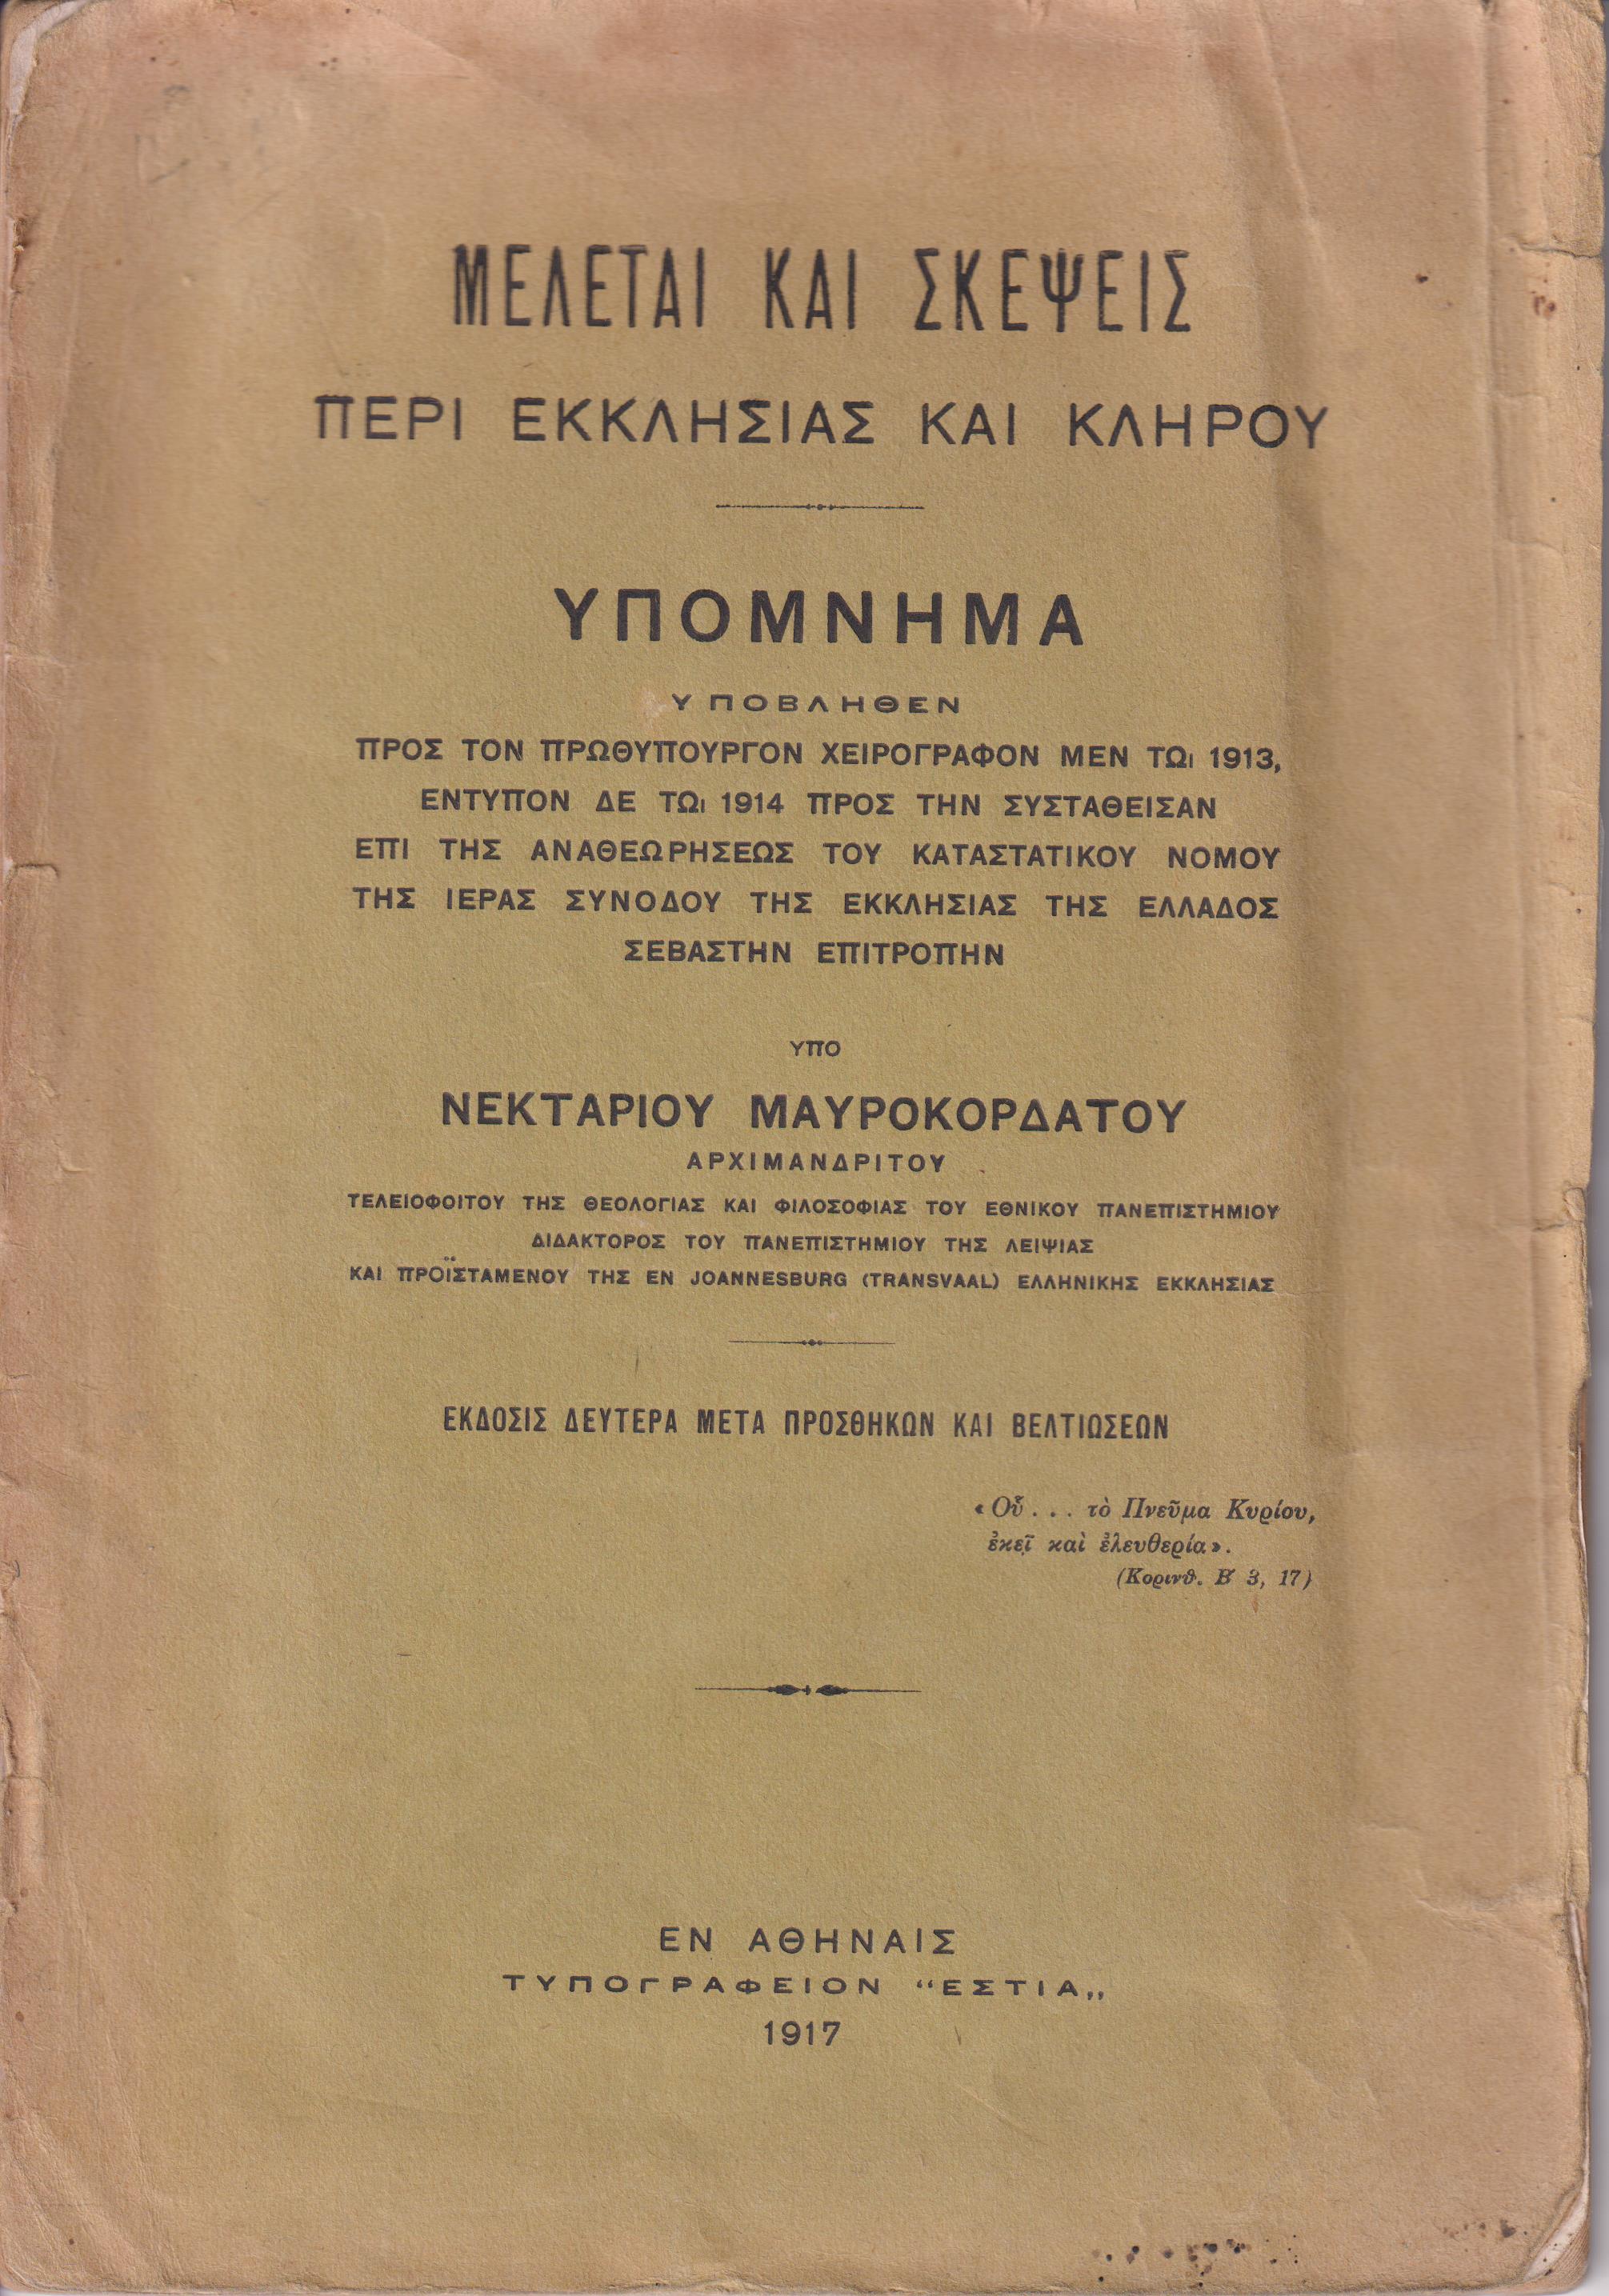 ΜΕΛΕΤΑΙ ΚΑΙ ΣΚΕΨΕΙΣ
ΠΕΡΙ ΕΚΚΛΗΣΙΑΣ ΚΑΙ ΚΛΗΡΟΥ
ΥΠΟΜΝΗΜΑ
ΥΠΟΒΛΗΘΕΝ
ΠΡΟΣ ΤΟΝ ΠΡΩΘΥΠΟΥΡΓΟΝ ΧΕΙΡΟΓΡΑΦΟΝ ΜΕΝ ΤΩι 1913,
ΕΝΤΥΠΟΝ ΔΕ ΤΩι 1914 ΠΡΟΣ ΤΗΝ ΣΥΣΤΑΘΕΙΣΑΝ
ΕΠΙ ΤΗΣ ΑΝΑΘΕΩΡΗΣΕΩΣ ΤΟΥ ΚΑΤΑΣΤΑΤΙΚΟΥ ΝΟΜΟΥ
ΤΗΣ ΙΕΡΑΣ ΣΥΝΟΔΟΥ ΤΗΣ ΕΚΚΛΗΣΙΑΣ ΤΗΣ ΕΛΛΑΔΟΣ
ΣΕΒΑΣΤΗΝ ΕΠΙΤΡΟΠΗΝ
ΥΠΟ
ΝΕΚΤΑΡΙΟΥ ΜΑΥΡΟΚΟΡΔΑΤΟΥ
ΑΡΧΙΜΑΝΔΡΙΤΟΥ
ΤΕΛΕΙΟΦΟΙΤΟΥ ΤΗΣ ΘΕΟΛΟΓΙΑΣ ΚΑΙ ΦΙΛΟΣΟΦΙΑΣ ΤΟΥ ΕΘΝΙΚΟΥ ΠΑΝΕΠΙΣΤΗΜΙΟΥ
ΔΙΔΑΚΤΟΡΟΣ ΤΟΥ ΠΑΝΕΠΙΣΤΗΜΙΟΥ ΤΗΣ ΛΕΙΨΙΑΣ
ΚΑΙ ΠΡΟΪΣΤΑΜΕΝΟΥ ΤΗΣ ΕΝ JOANNESBURG (TRANSVAAL) ΕΛΛΗΝΙΚΗΣ ΕΚΚΛΗΣΙΑΣ
ΕΚΔΟΣΙΣ ΔΕΥΤΕΡΑ ΜΕΤΑ ΠΡΟΣΘΗΚΩΝ ΚΑΙ ΒΕΛΤΙΩΣΕΩΝ
«Οὗ . . . τὸ Πνεῦμα Κυρίου,
ἐκεῖ καὶ ἐλευθερία».
(Κορινθ. Β′ 3, 17)
ΕΝ ΑΘΗΝΑΙΣ
ΤΥΠΟΓΡΑΦΕΙΟΝ “ΕΣΤΙΑ„
1917